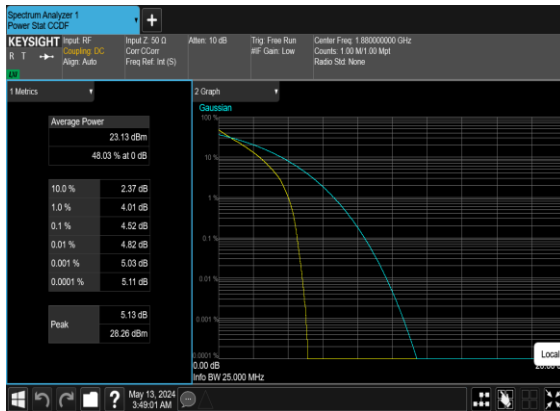 Spectrum Analyzer 1
Power Stat CCDF
+
KEYSIGHT
R T
Input: RF
Coupling: DC
Align: Auto
Input Z: 50 Ω
Corr CCorr
Freq Ref: Int (S)
Atten: 10 dB
Trig: Free Run
#IF Gain: Low
Center Freq: 1.880000000 GHz
Counts: 1.00 M/1.00 Mpt
Radio Std: None
1 Metrics
Average Power
23.13 dBm
48.03 % at 0 dB
10.0 % 2.37 dB
1.0 % 4.01 dB
0.1 % 4.52 dB
0.01 % 4.82 dB
0.001 % 5.03 dB
0.0001 % 5.11 dB
Peak
5.13 dB
28.26 dBm
2 Graph
Gaussian
100 %
10 %
1 %
0.1 %
0.01 %
0.001 %
0.0001 %
0.00 dB
Info BW 25.000 MHz
Local
?
May 13, 2024
3:49:01 AM